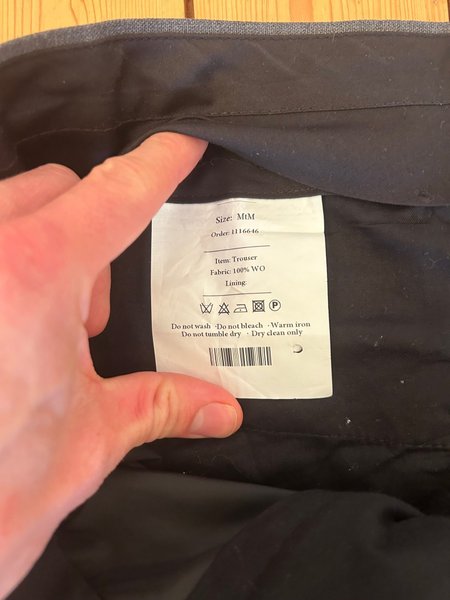 Size: MtM
Order: 1116646
Item: Trouser
Fabric: 100% WO
Lining:
P
Do not wash ·Do not bleach ·Warm iron
Do not tumble dry · Dry clean only